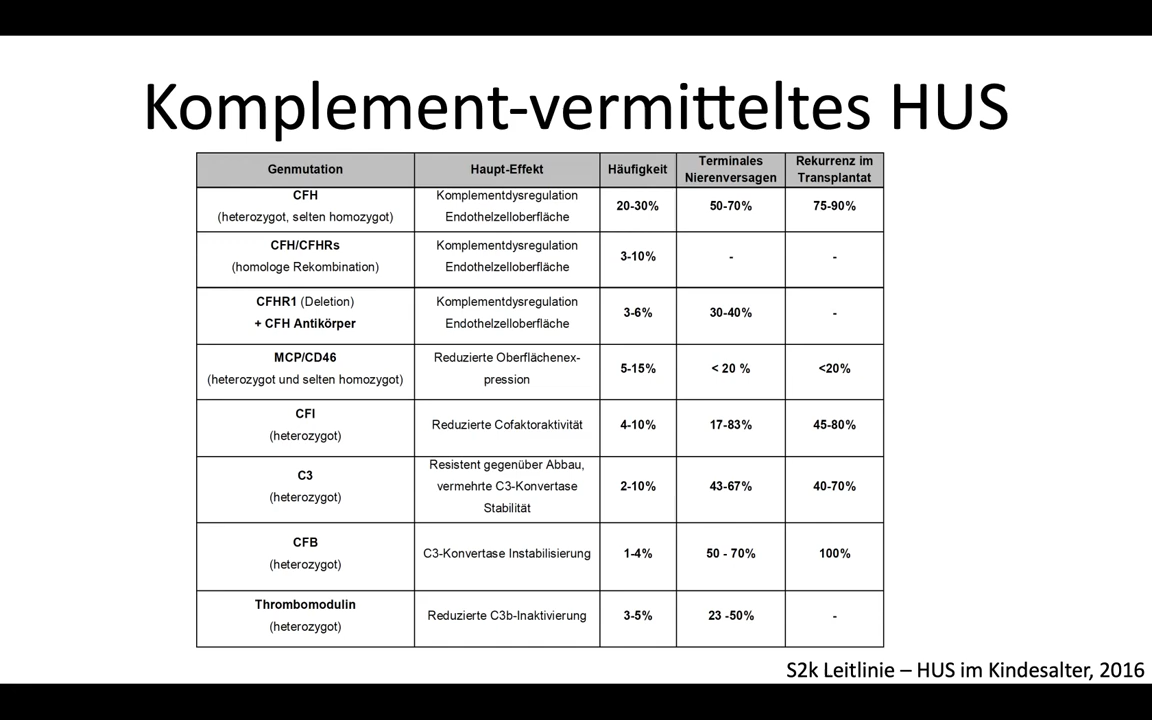 Komplement-vermitteltes HUS
Genmutation Haupt-Effekt Häufigkeit Terminales Nierenversagen Rekurrenz im Transplantat
CFH (heterozygot, selten homozygot) Komplementdysregulation Endothelzelloberfläche 20-30% 50-70% 75-90%
CFH/CFHRs (homologe Rekombination) Komplementdysregulation Endothelzelloberfläche 3-10% - -
CFHR1 (Deletion) + CFH Antikörper Komplementdysregulation Endothelzelloberfläche 3-6% 30-40% -
MCP/CD46 (heterozygot und selten homozygot) Reduzierte Oberflächenex-pression 5-15% < 20 % <20%
CFI (heterozygot) Reduzierte Cofaktoraktivität 4-10% 17-83% 45-80%
C3 (heterozygot) Resistent gegenüber Abbau, vermehrte C3-Konvertase Stabilität 2-10% 43-67% 40-70%
CFB (heterozygot) C3-Konvertase Instabilisierung 1-4% 50 - 70% 100%
Thrombomodulin (heterozygot) Reduzierte C3b-Inaktivierung 3-5% 23 -50% -
S2k Leitlinie – HUS im Kindesalter, 2016